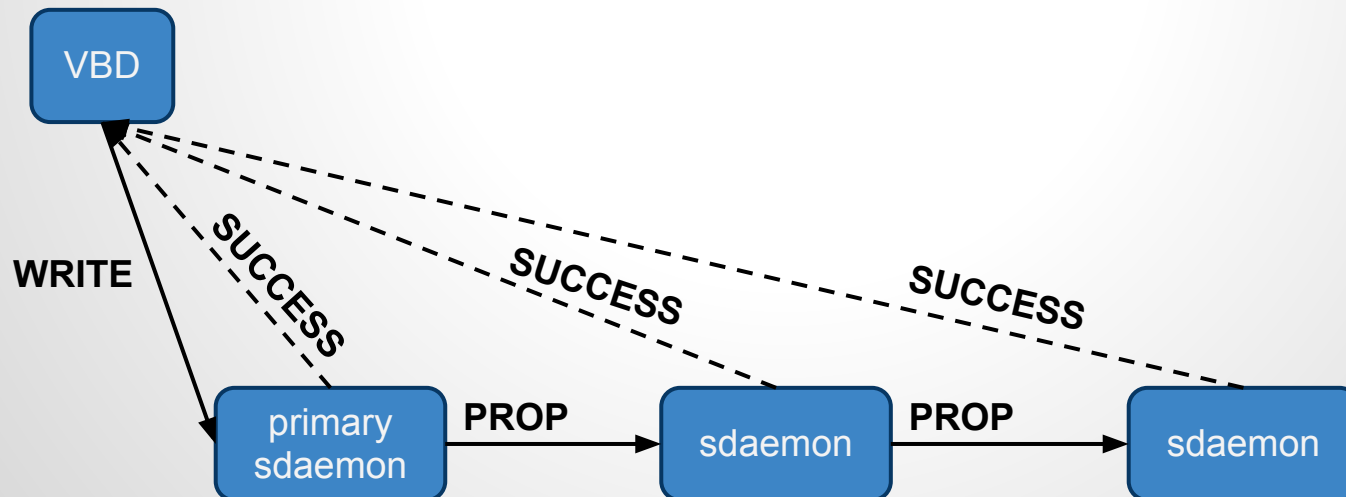 VBD
WRITE
SUCCESS
SUCCESS
SUCCESS
primary
sdaemon
PROP
sdaemon
PROP
sdaemon